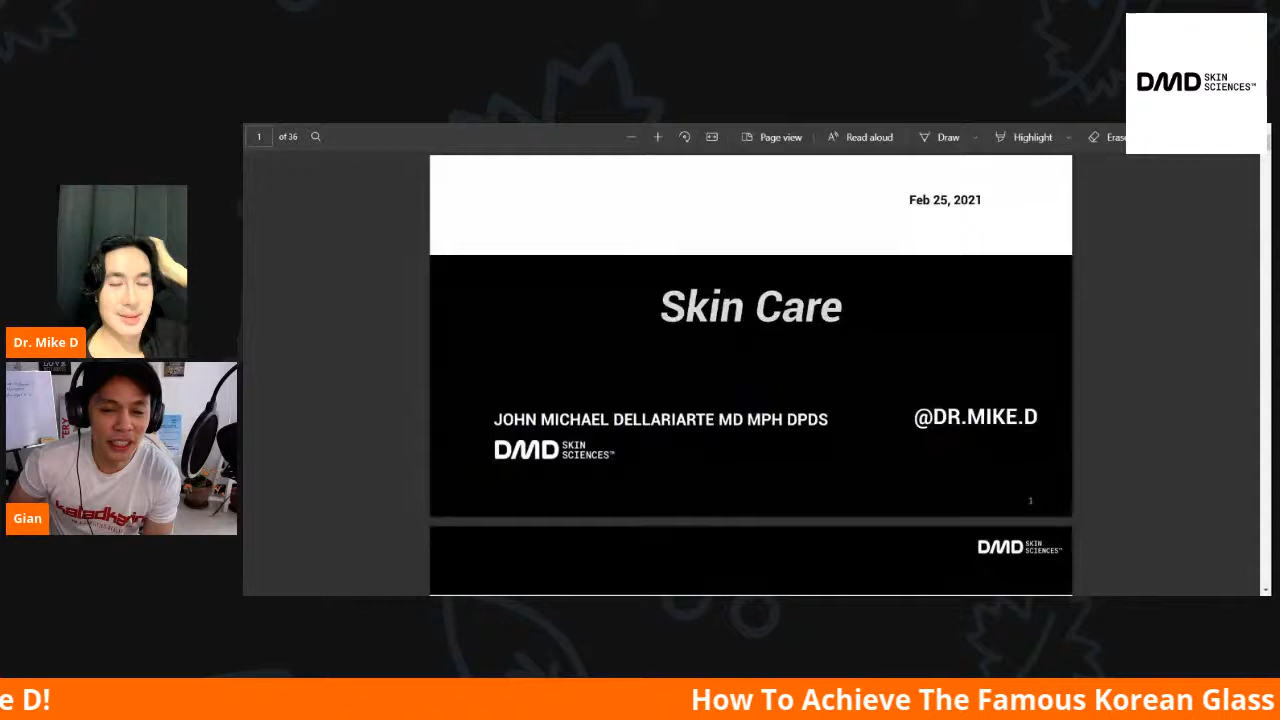 DMD SKIN
SCIENCES™
1 of 36
Page view
Read aloud
Draw
Highlight
Eras
Feb 25, 2021
Skin Care
JOHN MICHAEL DELLARIARTE MD MPH DPDS
@DR.MIKE.D
DMD SKIN
SCIENCES™
1
DMD SKIN
SCIENCES™
Dr. Mike D
Gian
e D!
How To Achieve The Famous Korean Glass